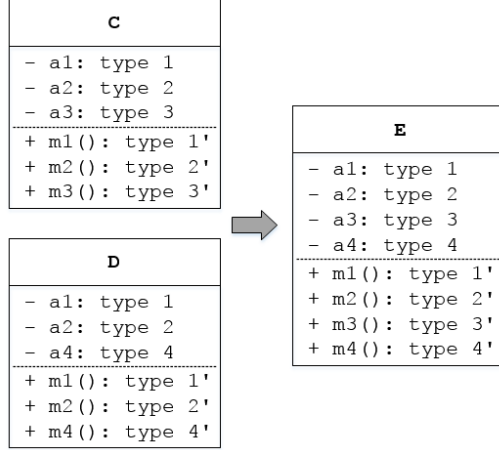 C
- a1: type 1
- a2: type 2
- a3: type 3
+ m1(): type 1'
+ m2(): type 2'
+ m3(): type 3'
D
- a1: type 1
- a2: type 2
- a4: type 4
+ m1(): type 1'
+ m2(): type 2'
+ m4(): type 4'
E
- a1: type 1
- a2: type 2
- a3: type 3
- a4: type 4
+ m1(): type 1'
+ m2(): type 2'
+ m3(): type 3'
+ m4(): type 4'